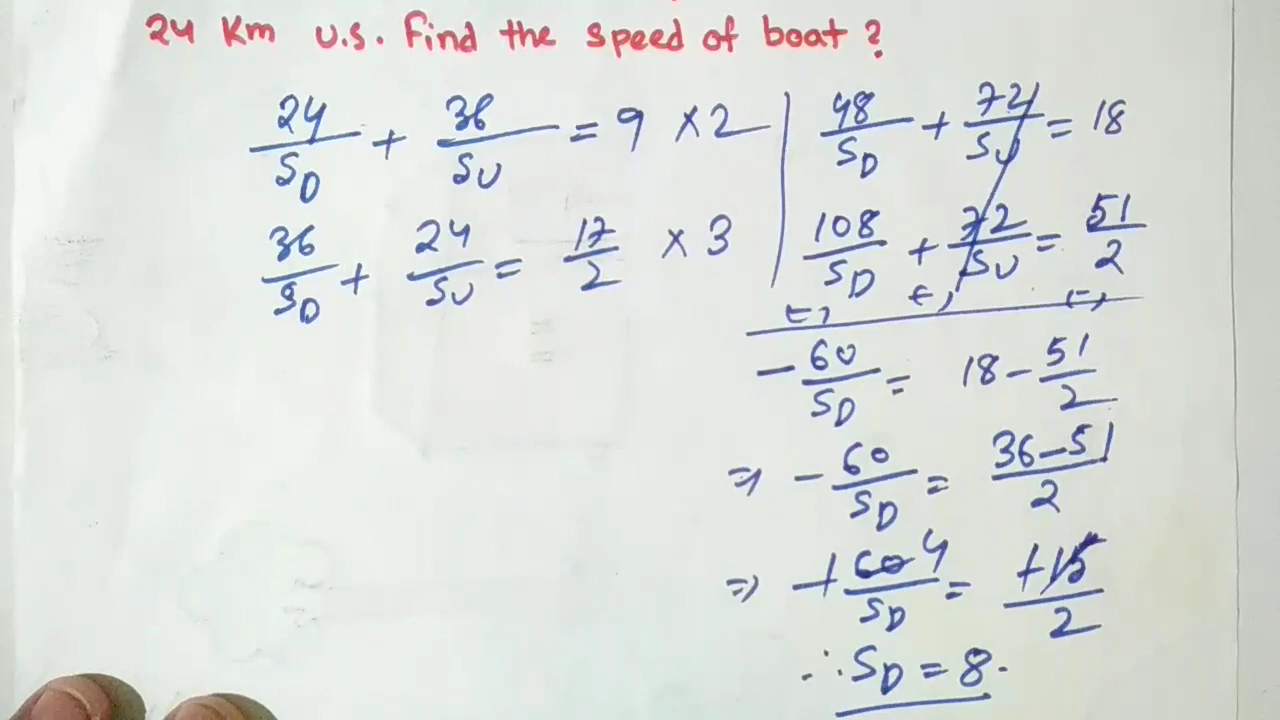 24 Km U.S. Find the speed of boat ?
24/SD + 36/SU = 9 ×2
36/SD + 24/SU = 17/2 ×3
48/SD + 72/SU = 18
108/SD + 72/SU = 51/2
(-) (-) (-)
- 60/SD = 18 - 51/2
⇒ - 60/SD = 36-51/2
⇒ + 60 4/SD = +15/2
∴ SD = 8.